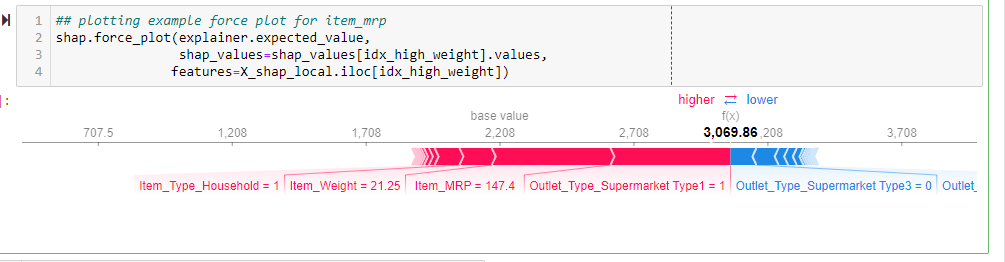 1 ## plotting example force plot for item_mrp
2 shap.force_plot(explainer.expected_value,
3 shap_values=shap_values[idx_high_weight].values,
4 features=X_shap_local.iloc[idx_high_weight])
]:
higher ⇄ lower
base value f(x)
707.5 1,208 1,708 2,208 2,708 3,069.86 ,208 3,708
Item_Type_Household = 1 Item_Weight = 21.25 Item_MRP = 147.4 Outlet_Type_Supermarket Type1 = 1 Outlet_Type_Supermarket Type3 = 0 Outlet_